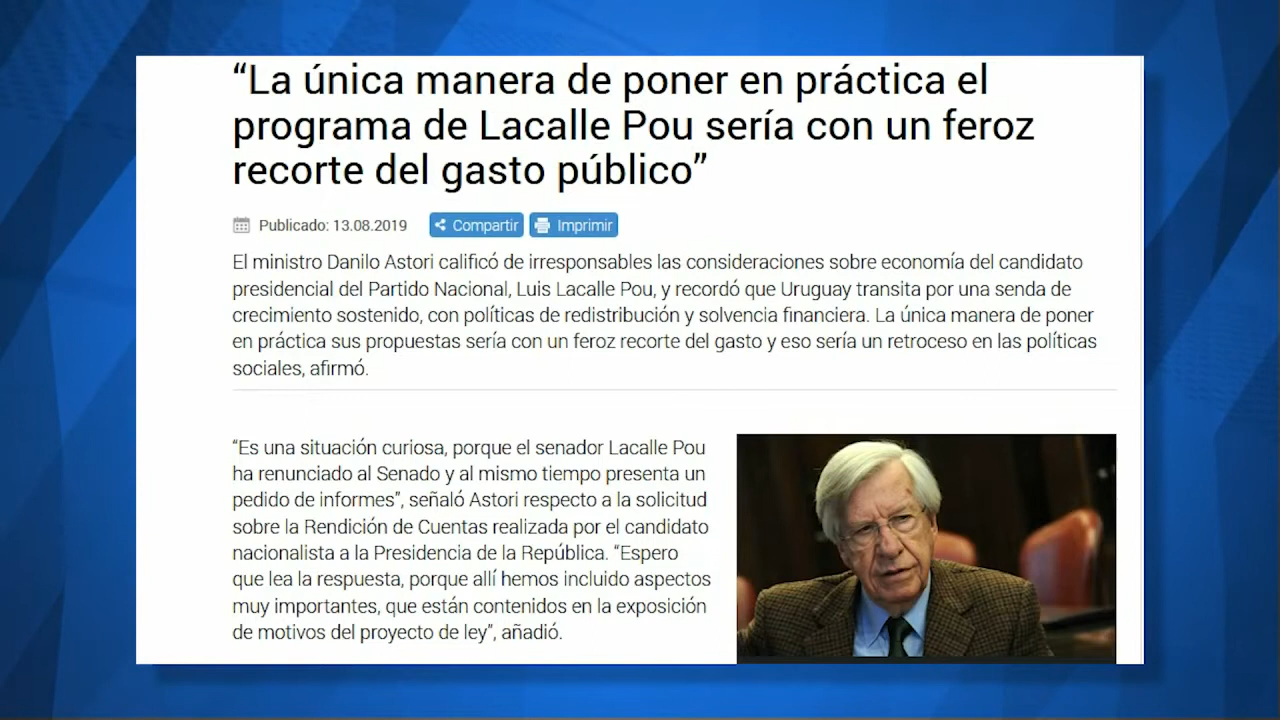 “La única manera de poner en práctica el
programa de Lacalle Pou sería con un feroz
recorte del gasto público”
Publicado: 13.08.2019 Compartir Imprimir
El ministro Danilo Astori calificó de irresponsables las consideraciones sobre economía del candidato
presidencial del Partido Nacional, Luis Lacalle Pou, y recordó que Uruguay transita por una senda de
crecimiento sostenido, con políticas de redistribución y solvencia financiera. La única manera de poner
en práctica sus propuestas sería con un feroz recorte del gasto y eso sería un retroceso en las políticas
sociales, afirmó.
“Es una situación curiosa, porque el senador Lacalle Pou
ha renunciado al Senado y al mismo tiempo presenta un
pedido de informes”, señaló Astori respecto a la solicitud
sobre la Rendición de Cuentas realizada por el candidato
nacionalista a la Presidencia de la República. “Espero
que lea la respuesta, porque allí hemos incluido aspectos
muy importantes, que están contenidos en la exposición
de motivos del proyecto de ley”, añadió.